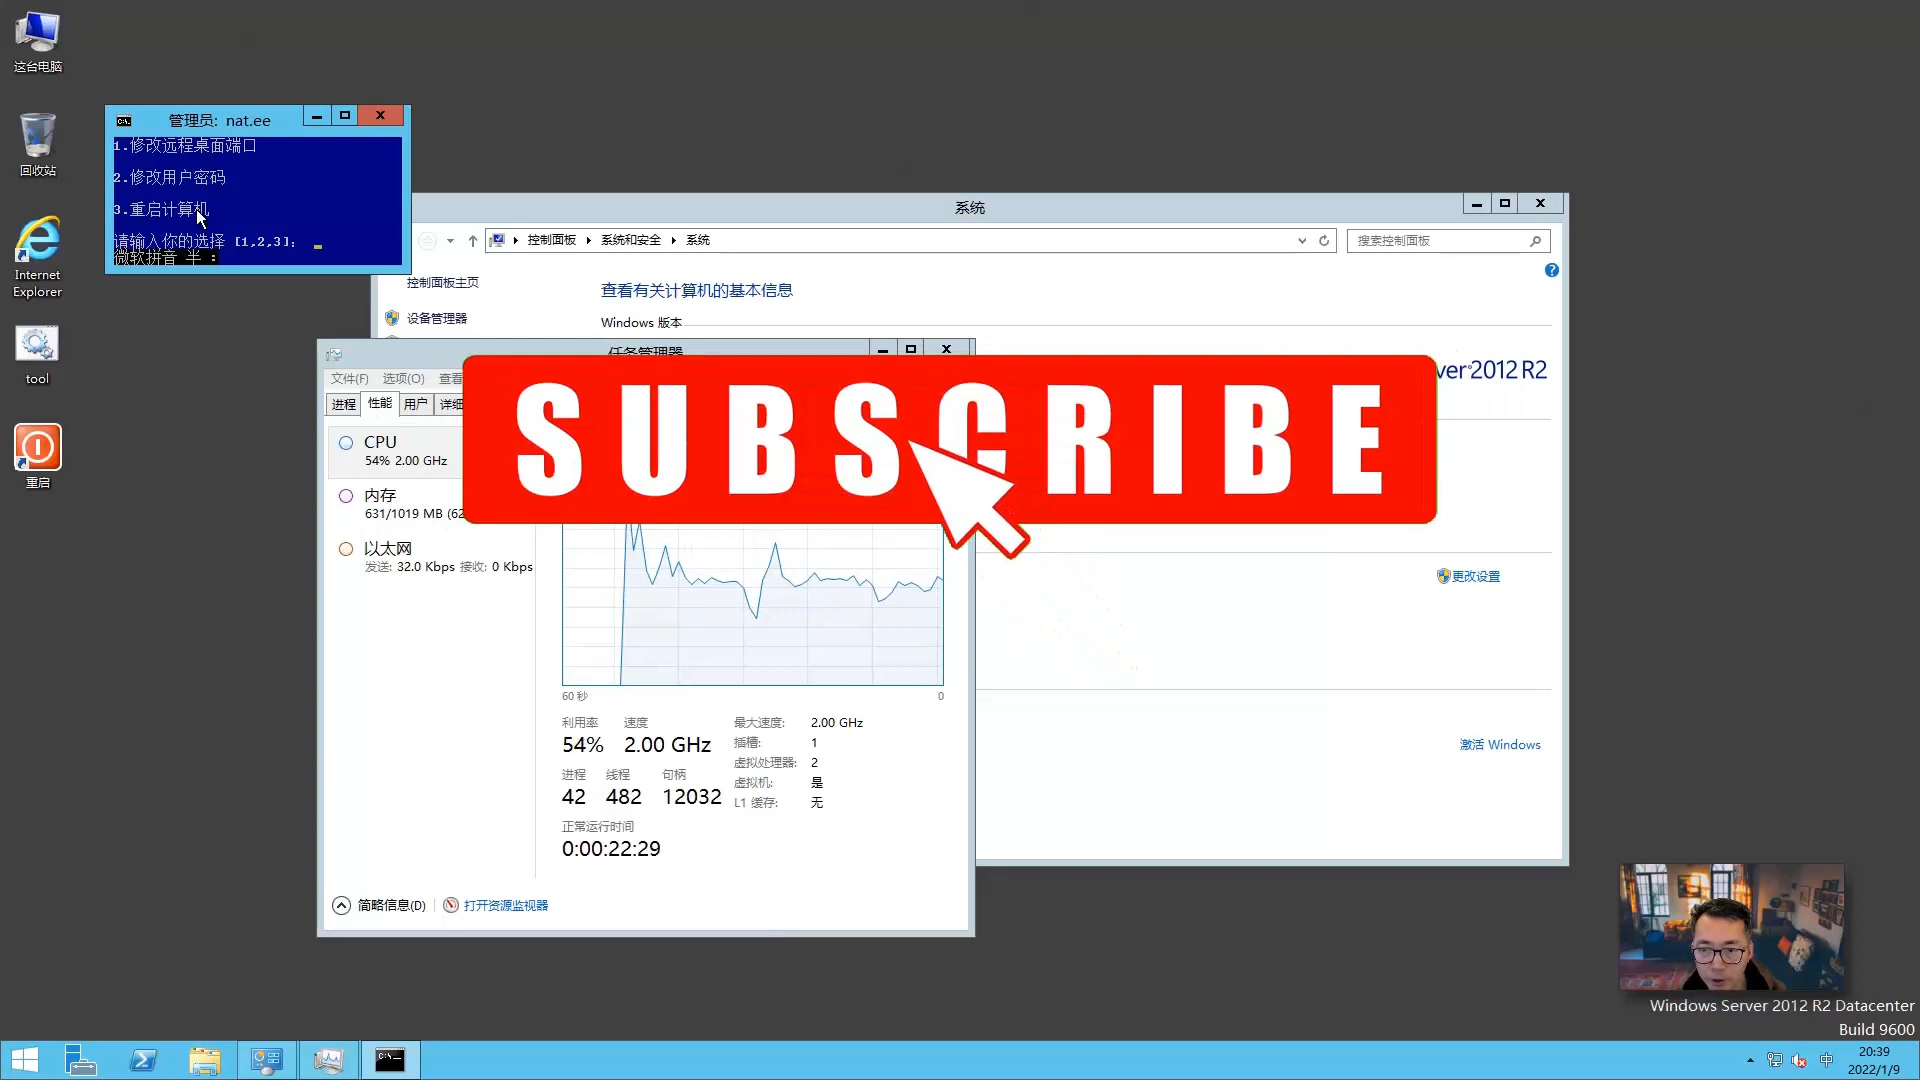 这台电脑
回收站
Internet
Explorer
tool
重启
管理员: nat.ee
1.修改远程桌面端口
2.修改用户密码
3.重启计算机
请输入你的选择 [1,2,3]:
微软拼音 半 :
系统
控制面板 系统和安全 系统
搜索控制面板
控制面板主页
设备管理器
查看有关计算机的基本信息
Windows 版本
ver 2012 R2
更改设置
激活 Windows
任务管理器
文件(F) 选项(O) 查看
进程 性能 用户 详细
SUBSCRIBE
CPU
54% 2.00 GHz
内存
631/1019 MB (62
以太网
发送: 32.0 Kbps 接收: 0 Kbps
60 秒 0
利用率 速度
54% 2.00 GHz
进程 线程 句柄
42 482 12032
正常运行时间
0:00:22:29
最大速度: 2.00 GHz
插槽: 1
虚拟处理器: 2
虚拟机: 是
L1 缓存: 无
简略信息(D) 打开资源监视器
Windows Server 2012 R2 Datacenter
Build 9600
中
20:39
2022/1/9